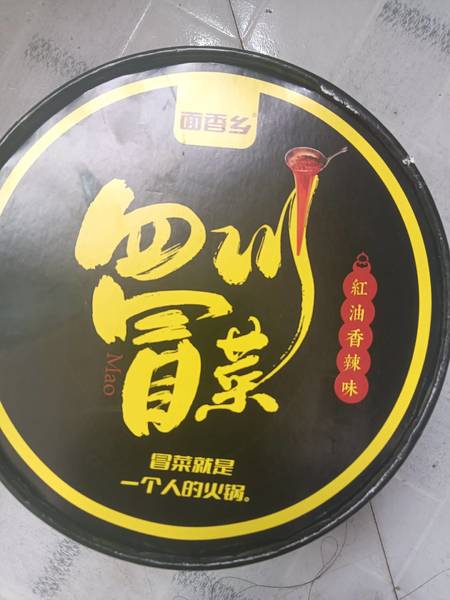 面香乡®
四川
冒菜
Mao
紅油香辣味
冒菜就是
一个人的火锅。